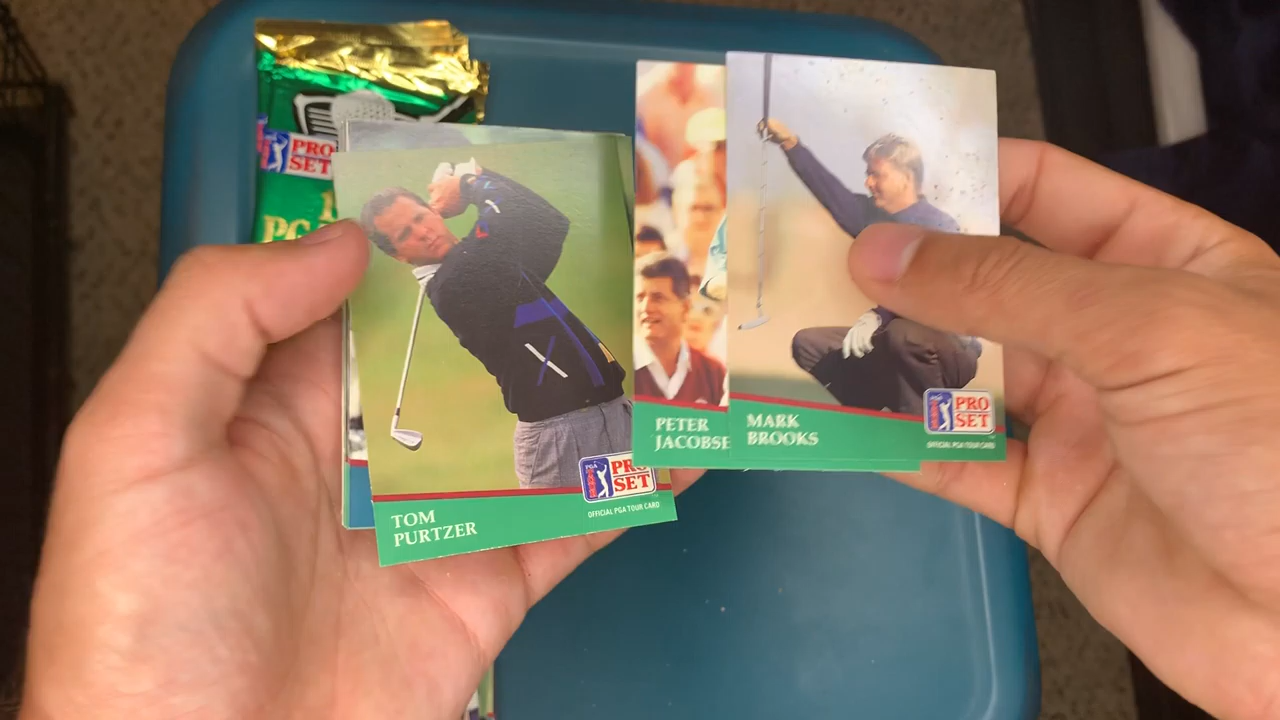 PRO
SET
PG
TOM
PURTZER
PGA
PRO
SET
OFFICIAL PGA TOUR CARD
PETER
JACOBSE
MARK
BROOKS
PRO
SET
OFFICIAL PGA TOUR CARD